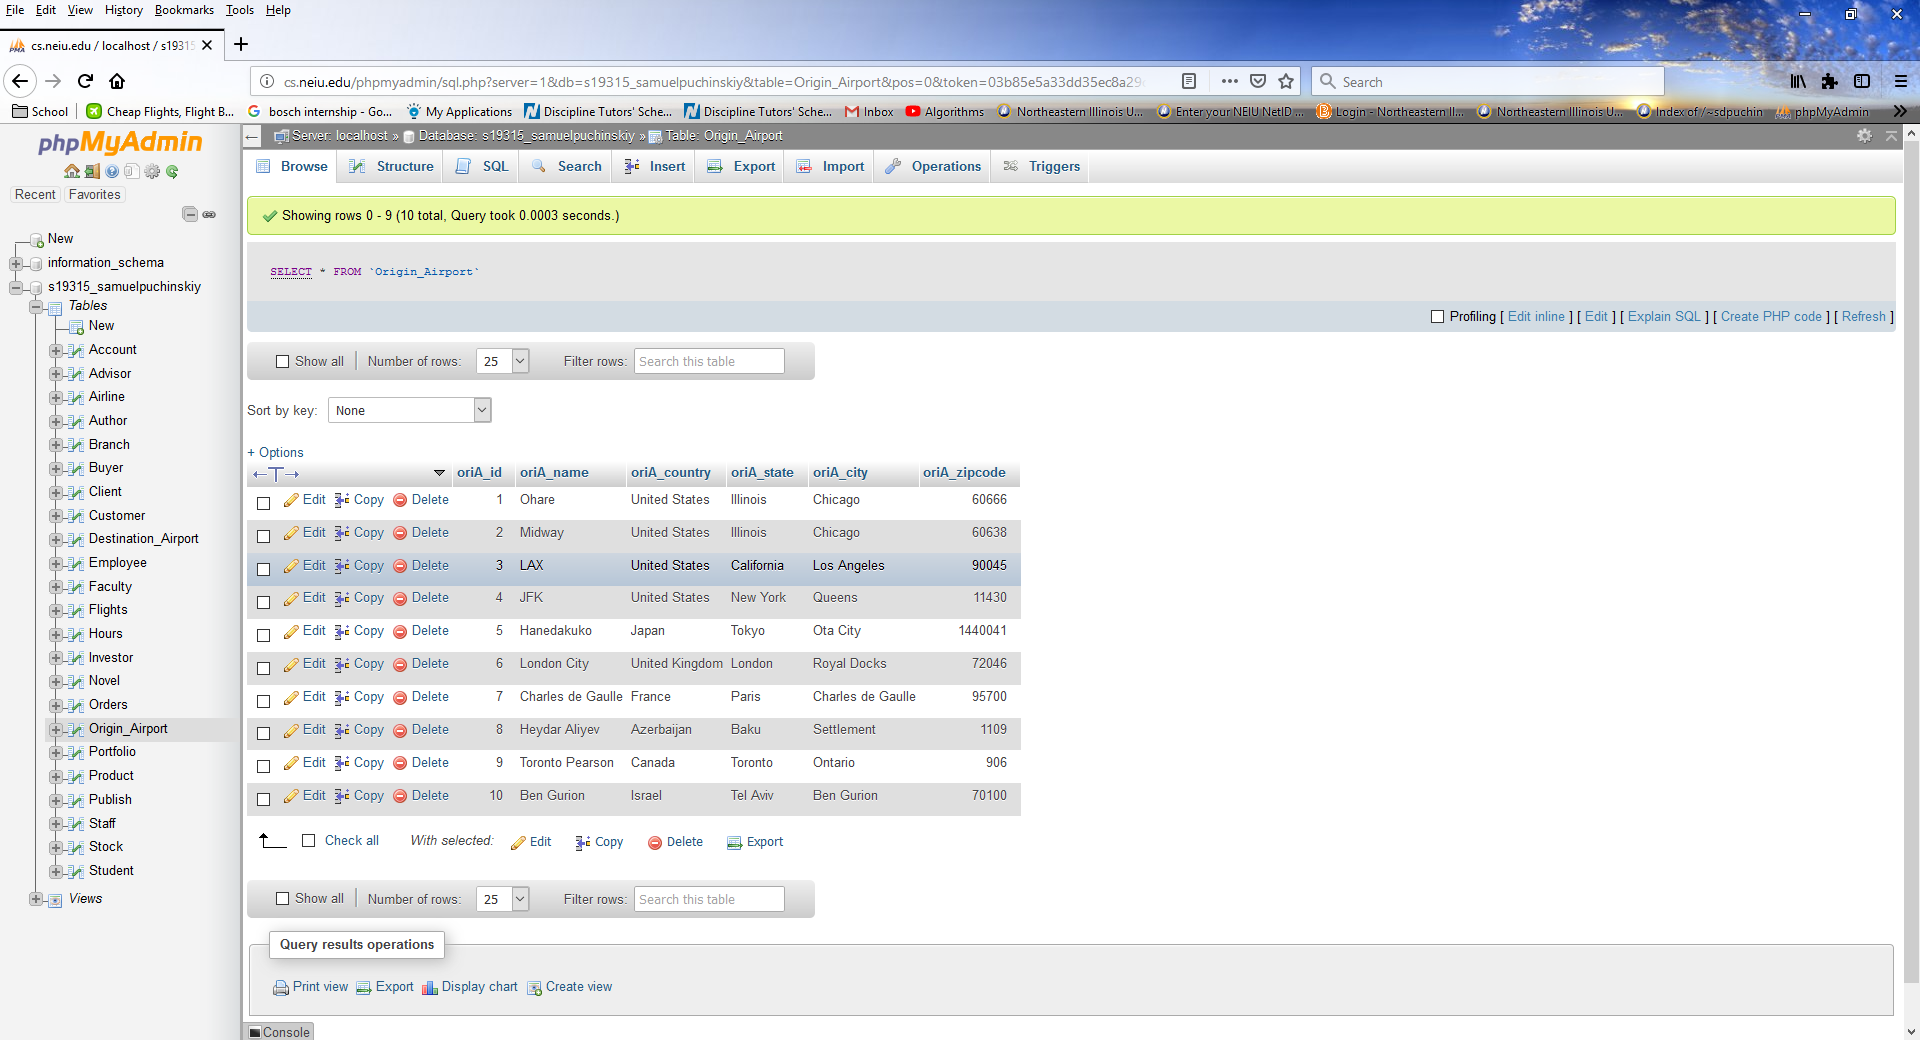 File Edit View History Bookmarks Tools Help
cs.neiu.edu / localhost / s1931
cs.neiu.edu/phpmyadmin/sql.php?server=1&db=s19315_samuelpuchinskiy&table=Origin_Airport&pos=0&token=03b85e5a33dd35ec8a29
Search
School Cheap Flights, Flight B... bosch internship - Go... My Applications Discipline Tutors' Sche... Discipline Tutors' Sche... Inbox Algorithms Northeastern Illinois U... Enter your NEIU NetID ... Login - Northeastern Il... Northeastern Illinois U... Index of /~sdpuchin phpMyAdmin
phpMyAdmin
Recent Favorites
New
information_schema
s19315_samuelpuchinskiy
Tables
New
Account
Advisor
Airline
Author
Branch
Buyer
Client
Customer
Destination_Airport
Employee
Faculty
Flights
Hours
Investor
Novel
Orders
Origin_Airport
Portfolio
Product
Publish
Staff
Stock
Student
Views
Server: localhost » Database: s19315_samuelpuchinskiy » Table: Origin_Airport
Browse Structure SQL Search Insert Export Import Operations Triggers
Showing rows 0 - 9 (10 total, Query took 0.0003 seconds.)
SELECT * FROM `Origin_Airport`
Profiling [ Edit inline ] [ Edit ] [ Explain SQL ] [ Create PHP code ] [ Refresh ]
Show all Number of rows: 25 Filter rows: Search this table
Sort by key: None
+ Options
oriA_id oriA_name oriA_country oriA_state oriA_city oriA_zipcode
Edit Copy Delete 1 Ohare United States Illinois Chicago 60666
Edit Copy Delete 2 Midway United States Illinois Chicago 60638
Edit Copy Delete 3 LAX United States California Los Angeles 90045
Edit Copy Delete 4 JFK United States New York Queens 11430
Edit Copy Delete 5 Hanedakuko Japan Tokyo Ota City 1440041
Edit Copy Delete 6 London City United Kingdom London Royal Docks 72046
Edit Copy Delete 7 Charles de Gaulle France Paris Charles de Gaulle 95700
Edit Copy Delete 8 Heydar Aliyev Azerbaijan Baku Settlement 1109
Edit Copy Delete 9 Toronto Pearson Canada Toronto Ontario 906
Edit Copy Delete 10 Ben Gurion Israel Tel Aviv Ben Gurion 70100
Check all With selected: Edit Copy Delete Export
Show all Number of rows: 25 Filter rows: Search this table
Query results operations
Print view Export Display chart Create view
Console